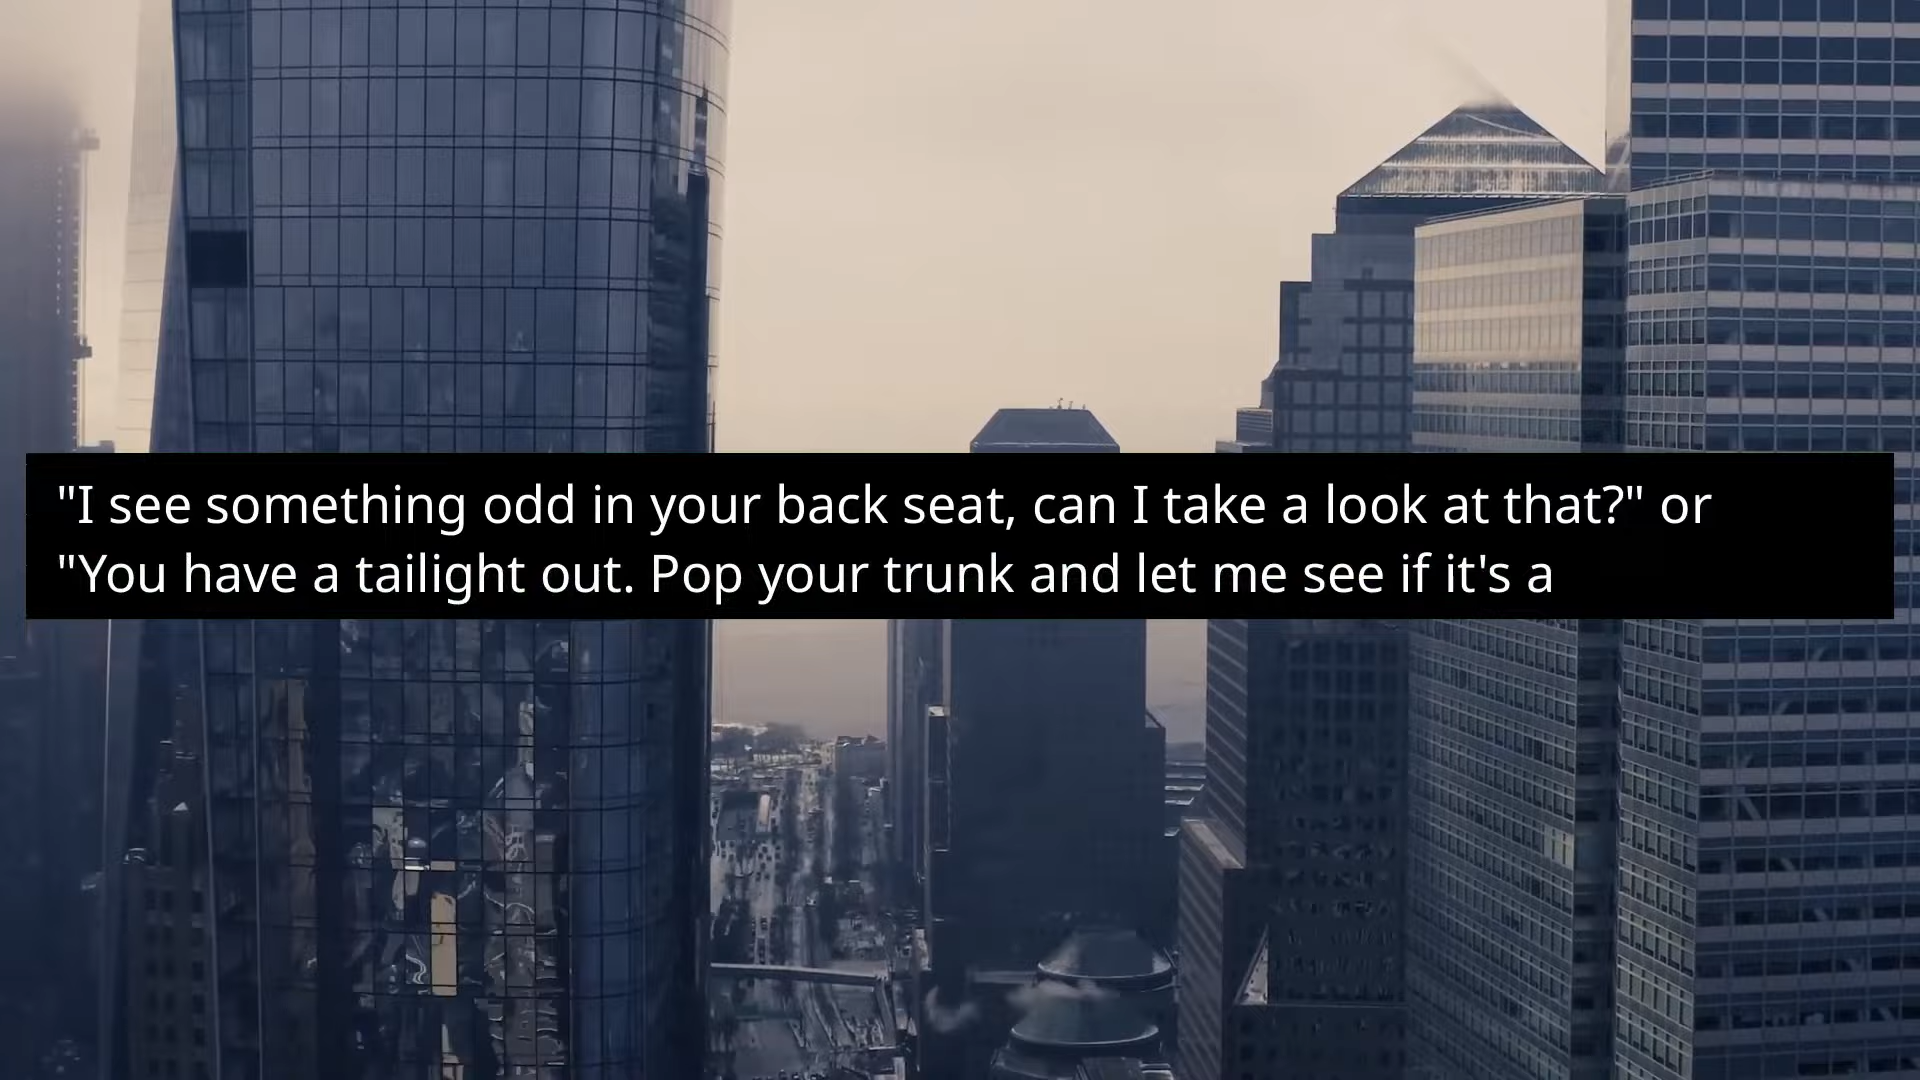 "I see something odd in your back seat, can I take a look at that?" or
"You have a tailight out. Pop your trunk and let me see if it's a